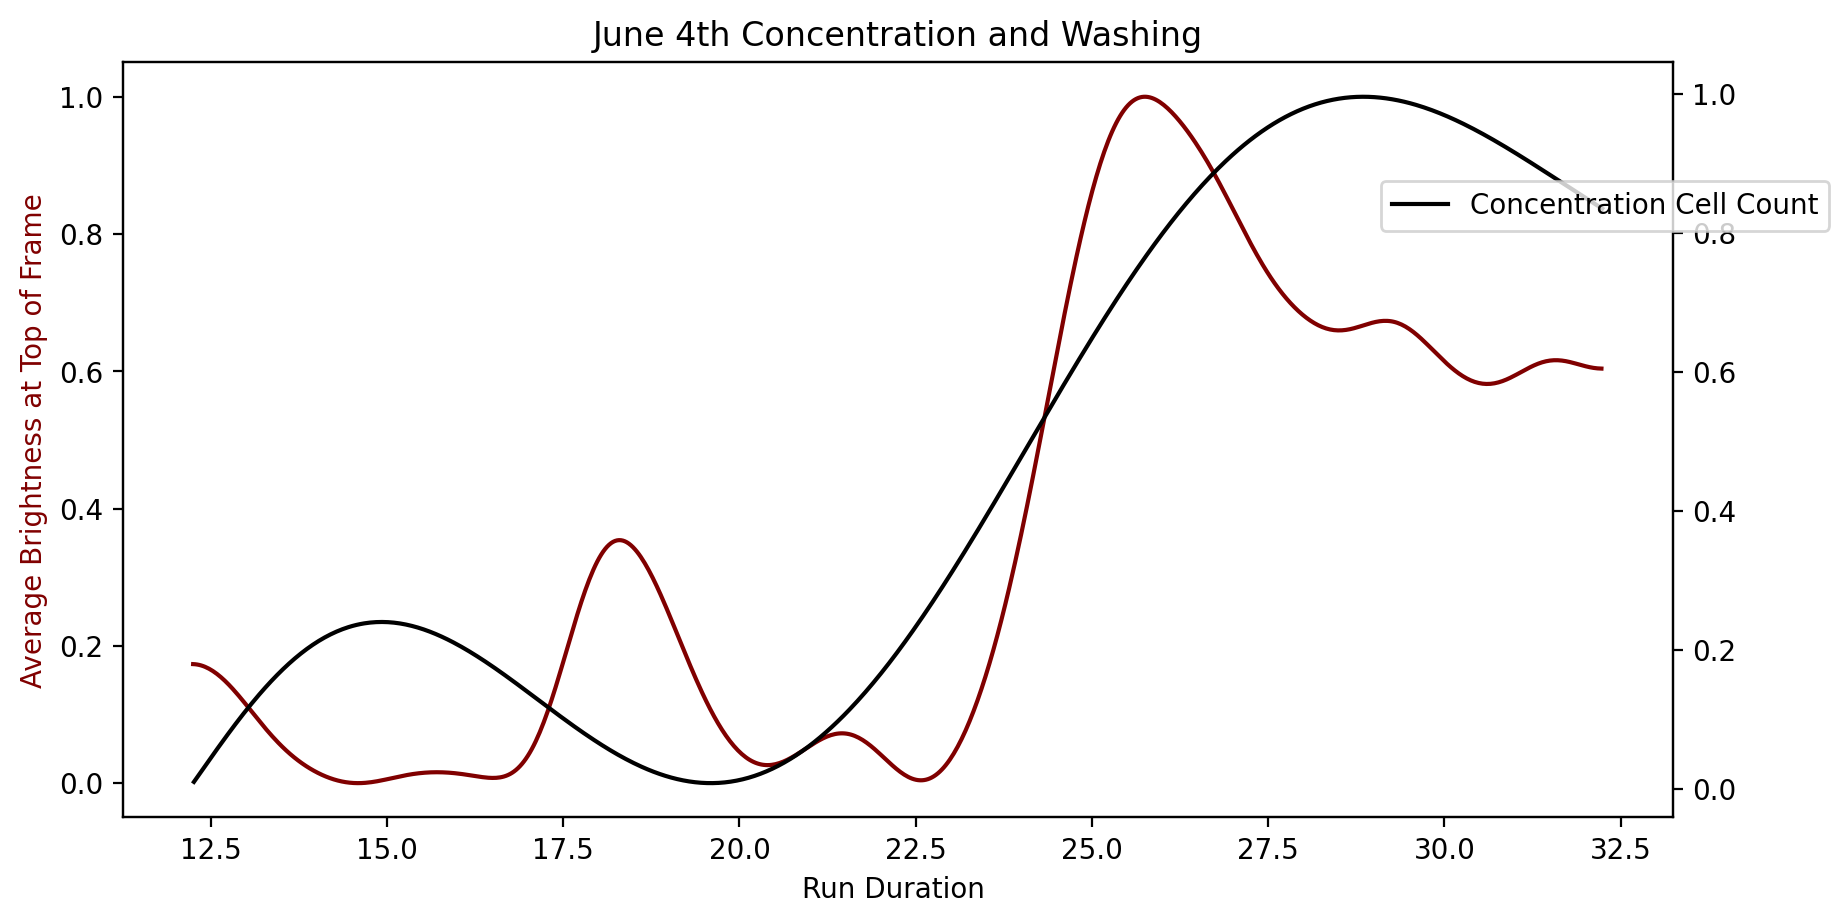 June 4th Concentration and Washing
Average Brightness at Top of Frame
1.0
0.8
0.6
0.4
0.2
0.0
1.0
0.8
0.6
0.4
0.2
0.0
Concentration Cell Count
12.5 15.0 17.5 20.0 22.5 25.0 27.5 30.0 32.5
Run Duration